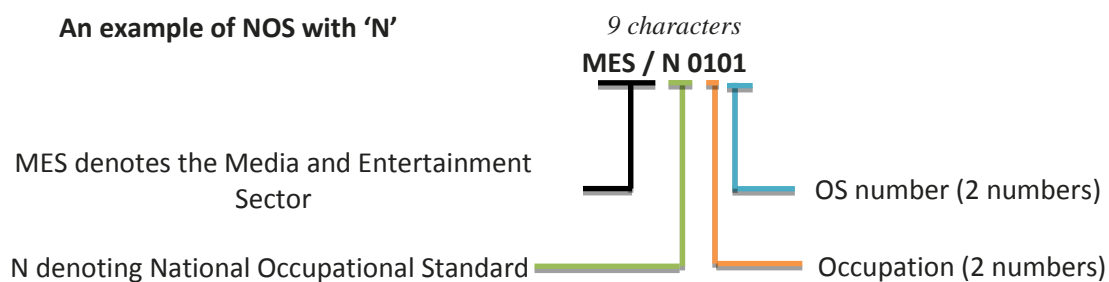 An example of NOS with ‘N’
9 characters
MES / N 0101
MES denotes the Media and Entertainment
Sector
OS number (2 numbers)
N denoting National Occupational Standard
Occupation (2 numbers)